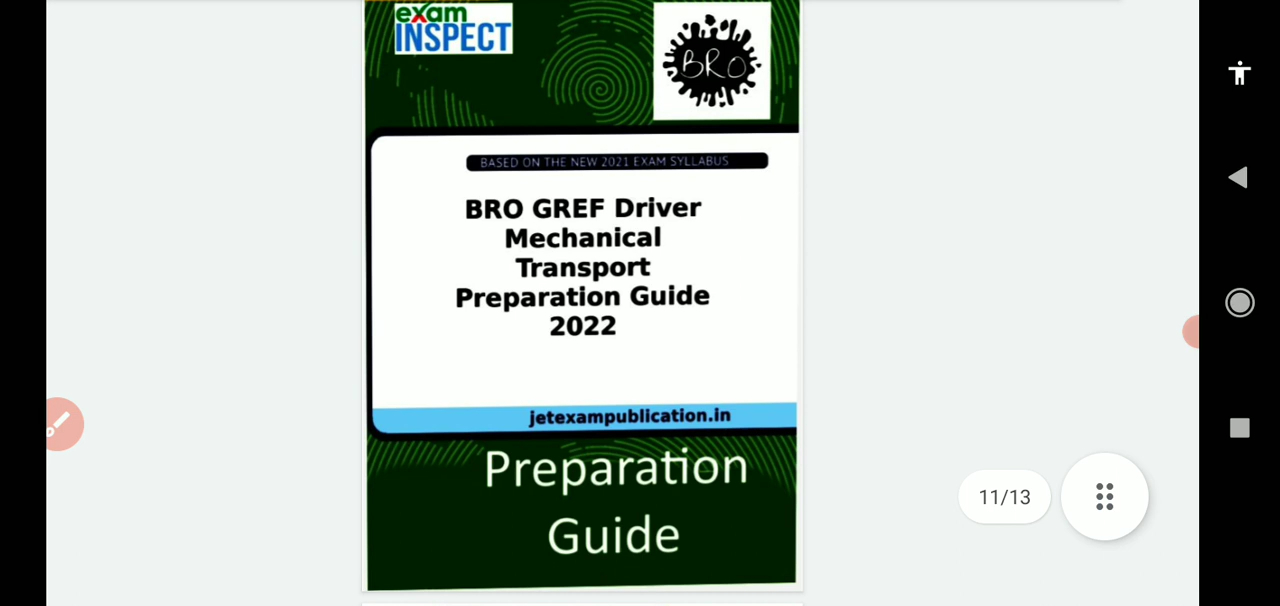 exam
INSPECT
BRO
BASED ON THE NEW 2021 EXAM SYLLABUS
BRO GREF Driver
Mechanical
Transport
Preparation Guide
2022
jetexampublication.in
Preparation
Guide
11/13